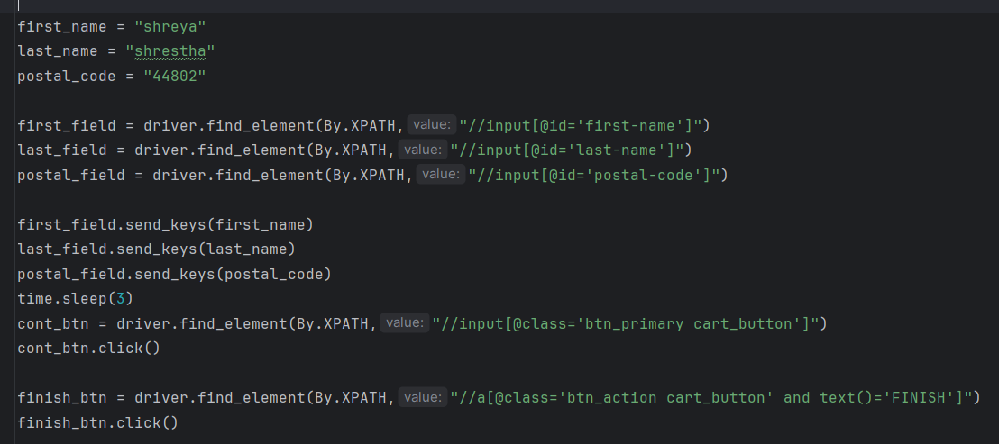 first_name = "shreya"
last_name = "shrestha"
postal_code = "44802"
first_field = driver.find_element(By.XPATH, value: "//input[@id='first-name']")
last_field = driver.find_element(By.XPATH, value: "//input[@id='last-name']")
postal_field = driver.find_element(By.XPATH, value: "//input[@id='postal-code']")
first_field.send_keys(first_name)
last_field.send_keys(last_name)
postal_field.send_keys(postal_code)
time.sleep(3)
cont_btn = driver.find_element(By.XPATH, value: "//input[@class='btn_primary cart_button']")
cont_btn.click()
finish_btn = driver.find_element(By.XPATH, value: "//a[@class='btn_action cart_button' and text()='FINISH']")
finish_btn.click()